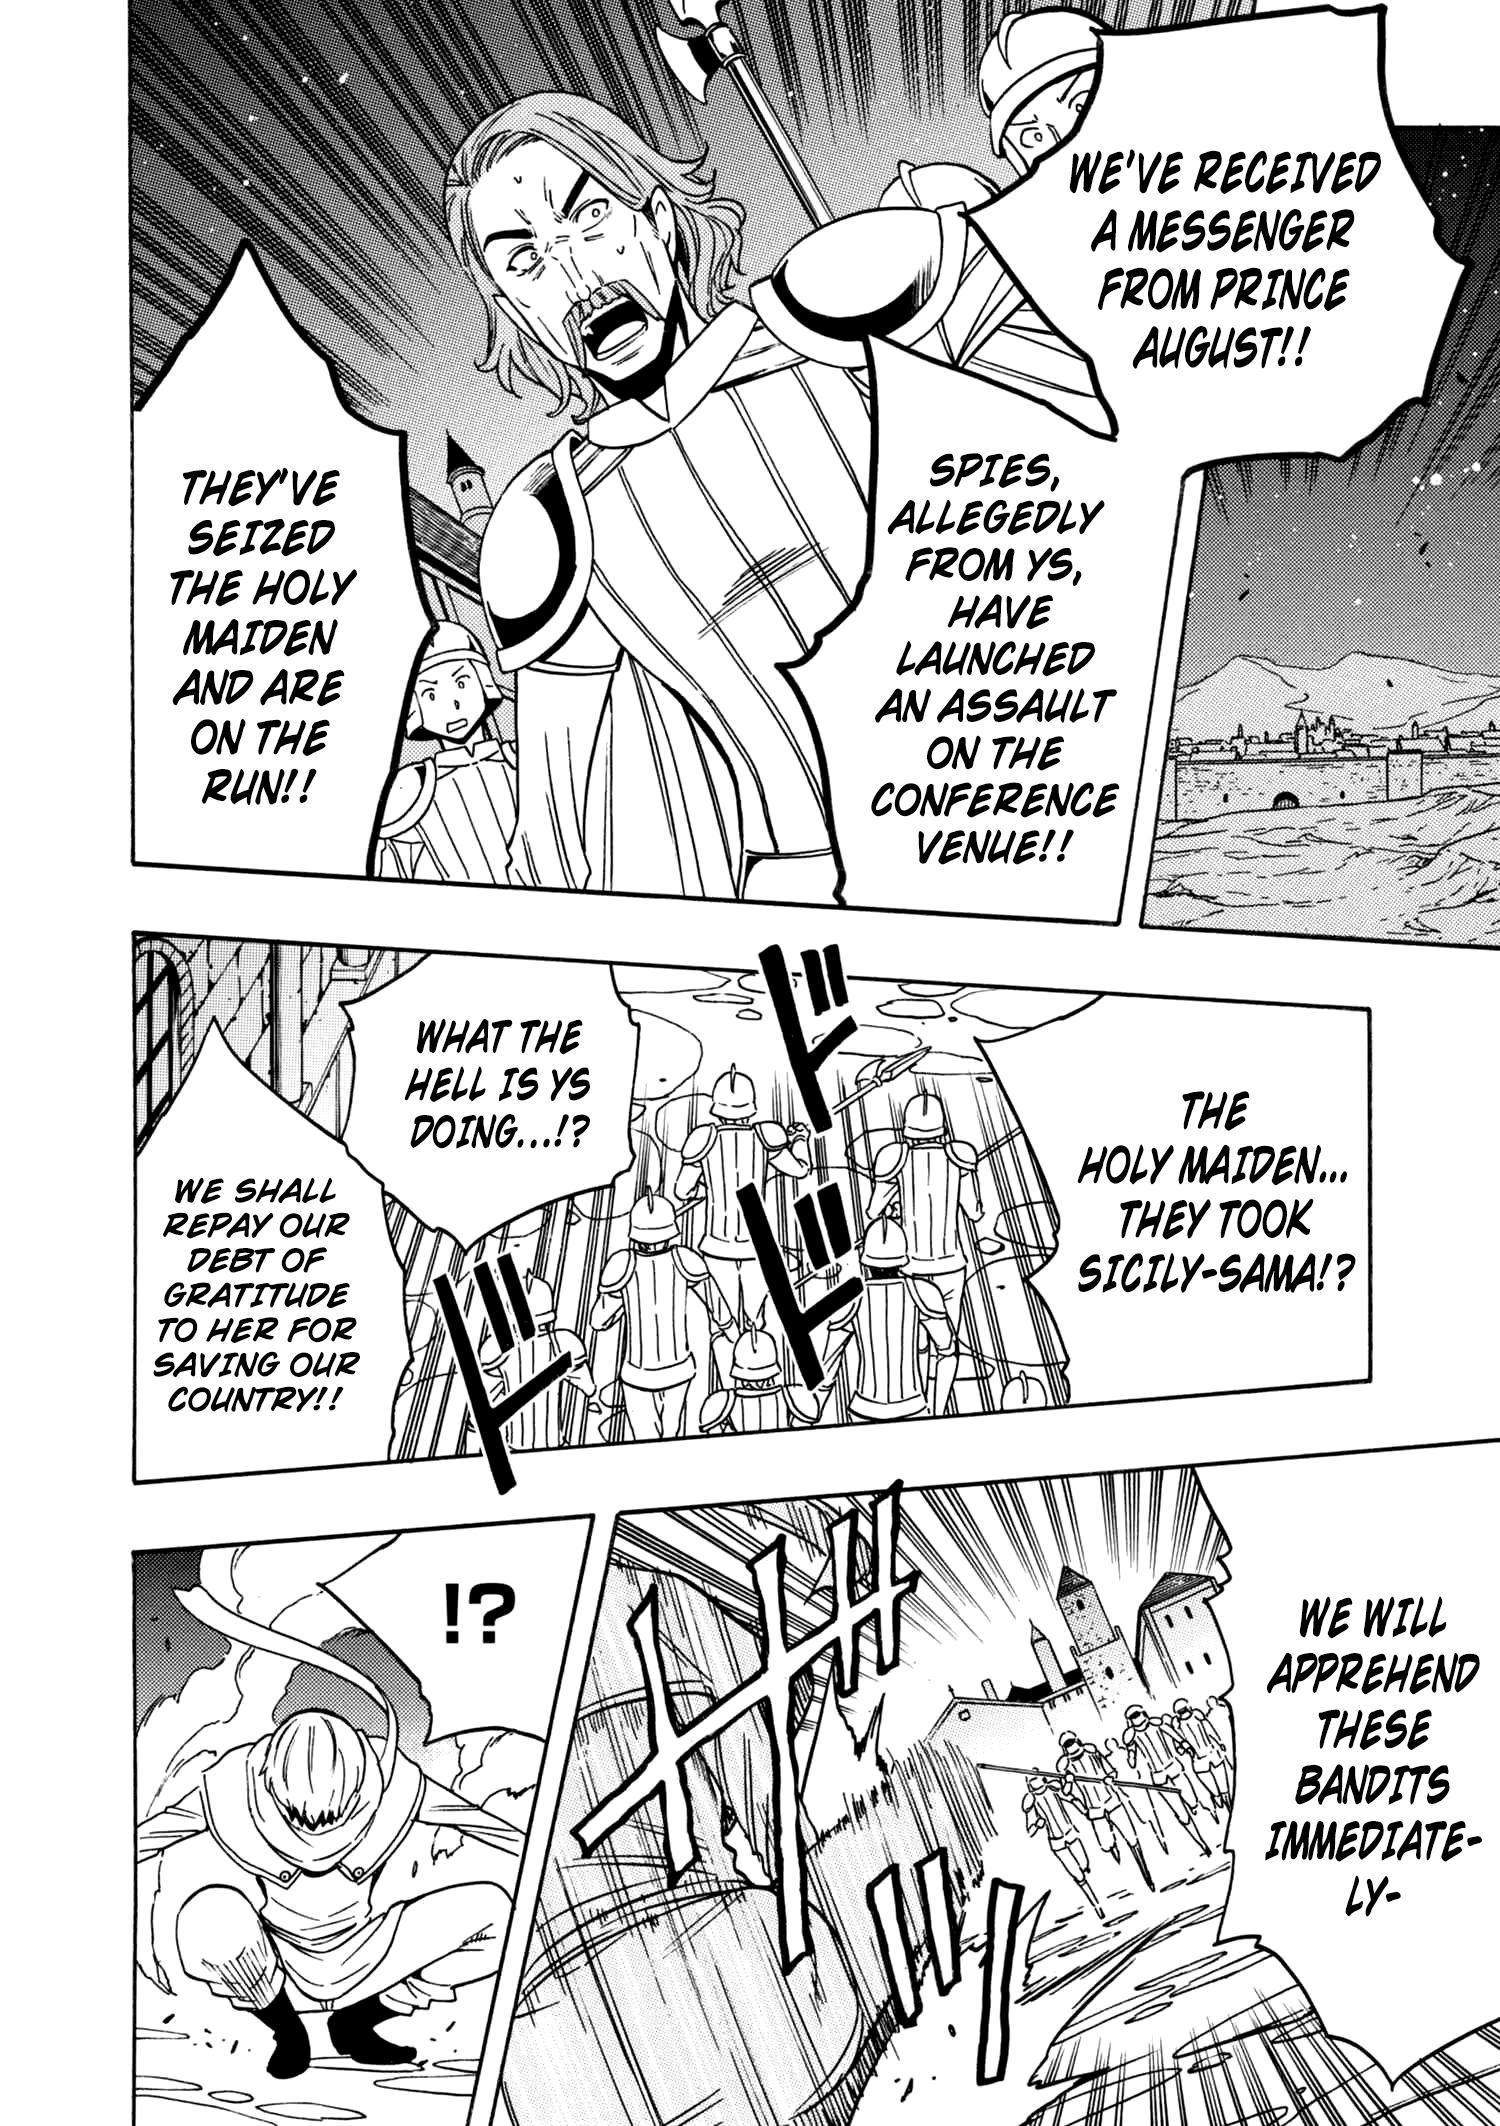 WE'VE RECEIVED
A MESSENGER
FROM PRINCE
AUGUST!!
SPIES,
ALLEGEDLY
FROM YS,
HAVE
LAUNCHED
AN ASSAULT
ON THE
CONFERENCE
VENUE!!
THEY'VE
SEIZED
THE HOLY
MAIDEN
AND ARE
ON THE
RUN!!
THE
HOLY MAIDEN...
THEY TOOK
SICILY-SAMA!?
ドドド
WHAT THE
HELL IS YS
DOING...!?
WE SHALL
REPAY OUR
DEBT OF
GRATITUDE
TO HER FOR
SAVING OUR
COUNTRY!!
WE WILL
APPREHEND
THESE
BANDITS
IMMEDIATE-
LY-
!?